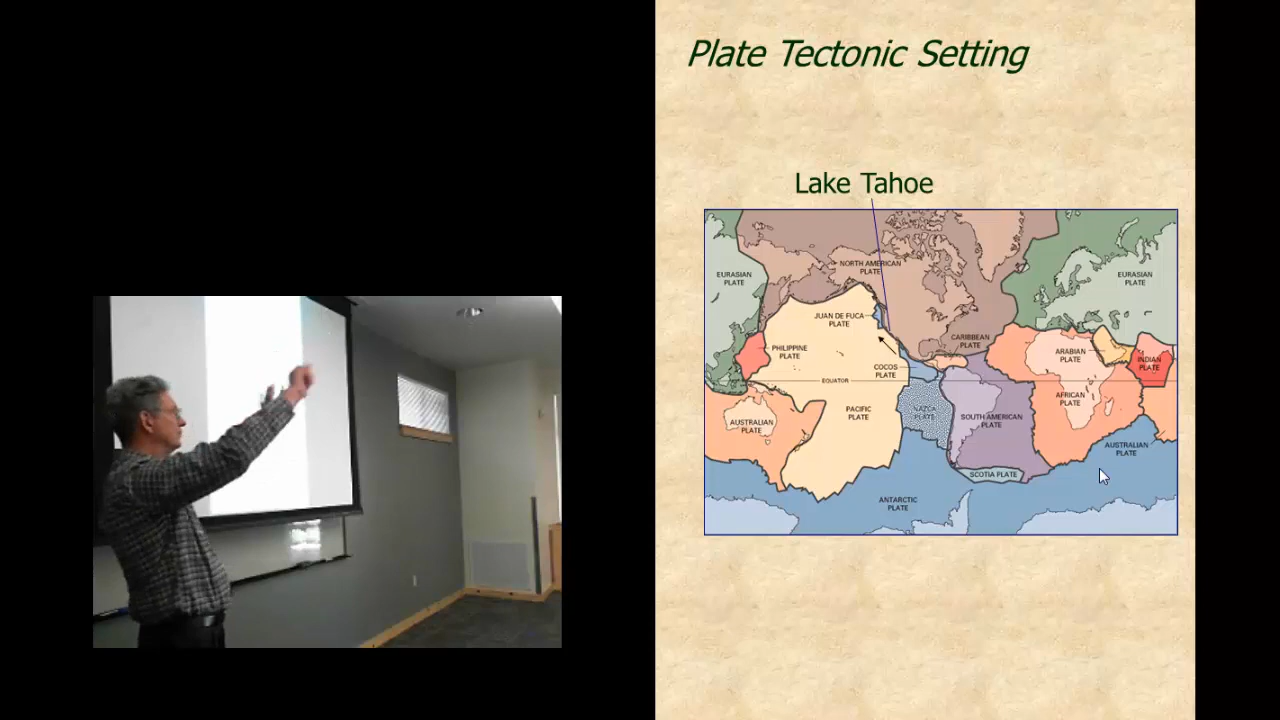 Plate Tectonic Setting
Lake Tahoe
NORTH AMERICAN
PLATE
EURASIAN
PLATE
EURASIAN
PLATE
JUAN DE FUCA
PLATE
CARIBBEAN
PLATE
PHILIPPINE
PLATE
ARABIAN
PLATE
INDIAN
PLATE
COCOS
PLATE
EQUATOR
AFRICAN
PLATE
PACIFIC
PLATE
NAZCA
PLATE
SOUTH AMERICAN
PLATE
AUSTRALIAN
PLATE
AUSTRALIAN
PLATE
SCOTIA PLATE
ANTARCTIC
PLATE